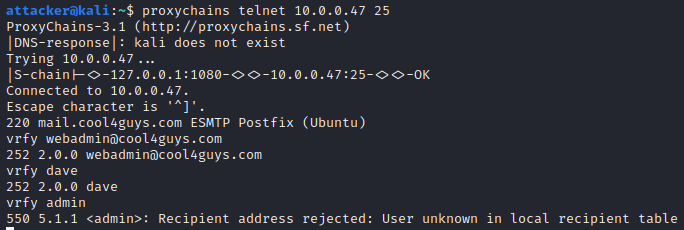 attacker@kali:~$ proxychains telnet 10.0.0.47 25
ProxyChains-3.1 (http://proxychains.sf.net)
|DNS-response|: kali does not exist
Trying 10.0.0.47...
|S-chain|-<>-127.0.0.1:1080-<><>-10.0.0.47:25-<><>-OK
Connected to 10.0.0.47.
Escape character is '^]'.
220 mail.cool4guys.com ESMTP Postfix (Ubuntu)
vrfy webadmin@cool4guys.com
252 2.0.0 webadmin@cool4guys.com
vrfy dave
252 2.0.0 dave
vrfy admin
550 5.1.1 <admin>: Recipient address rejected: User unknown in local recipient table